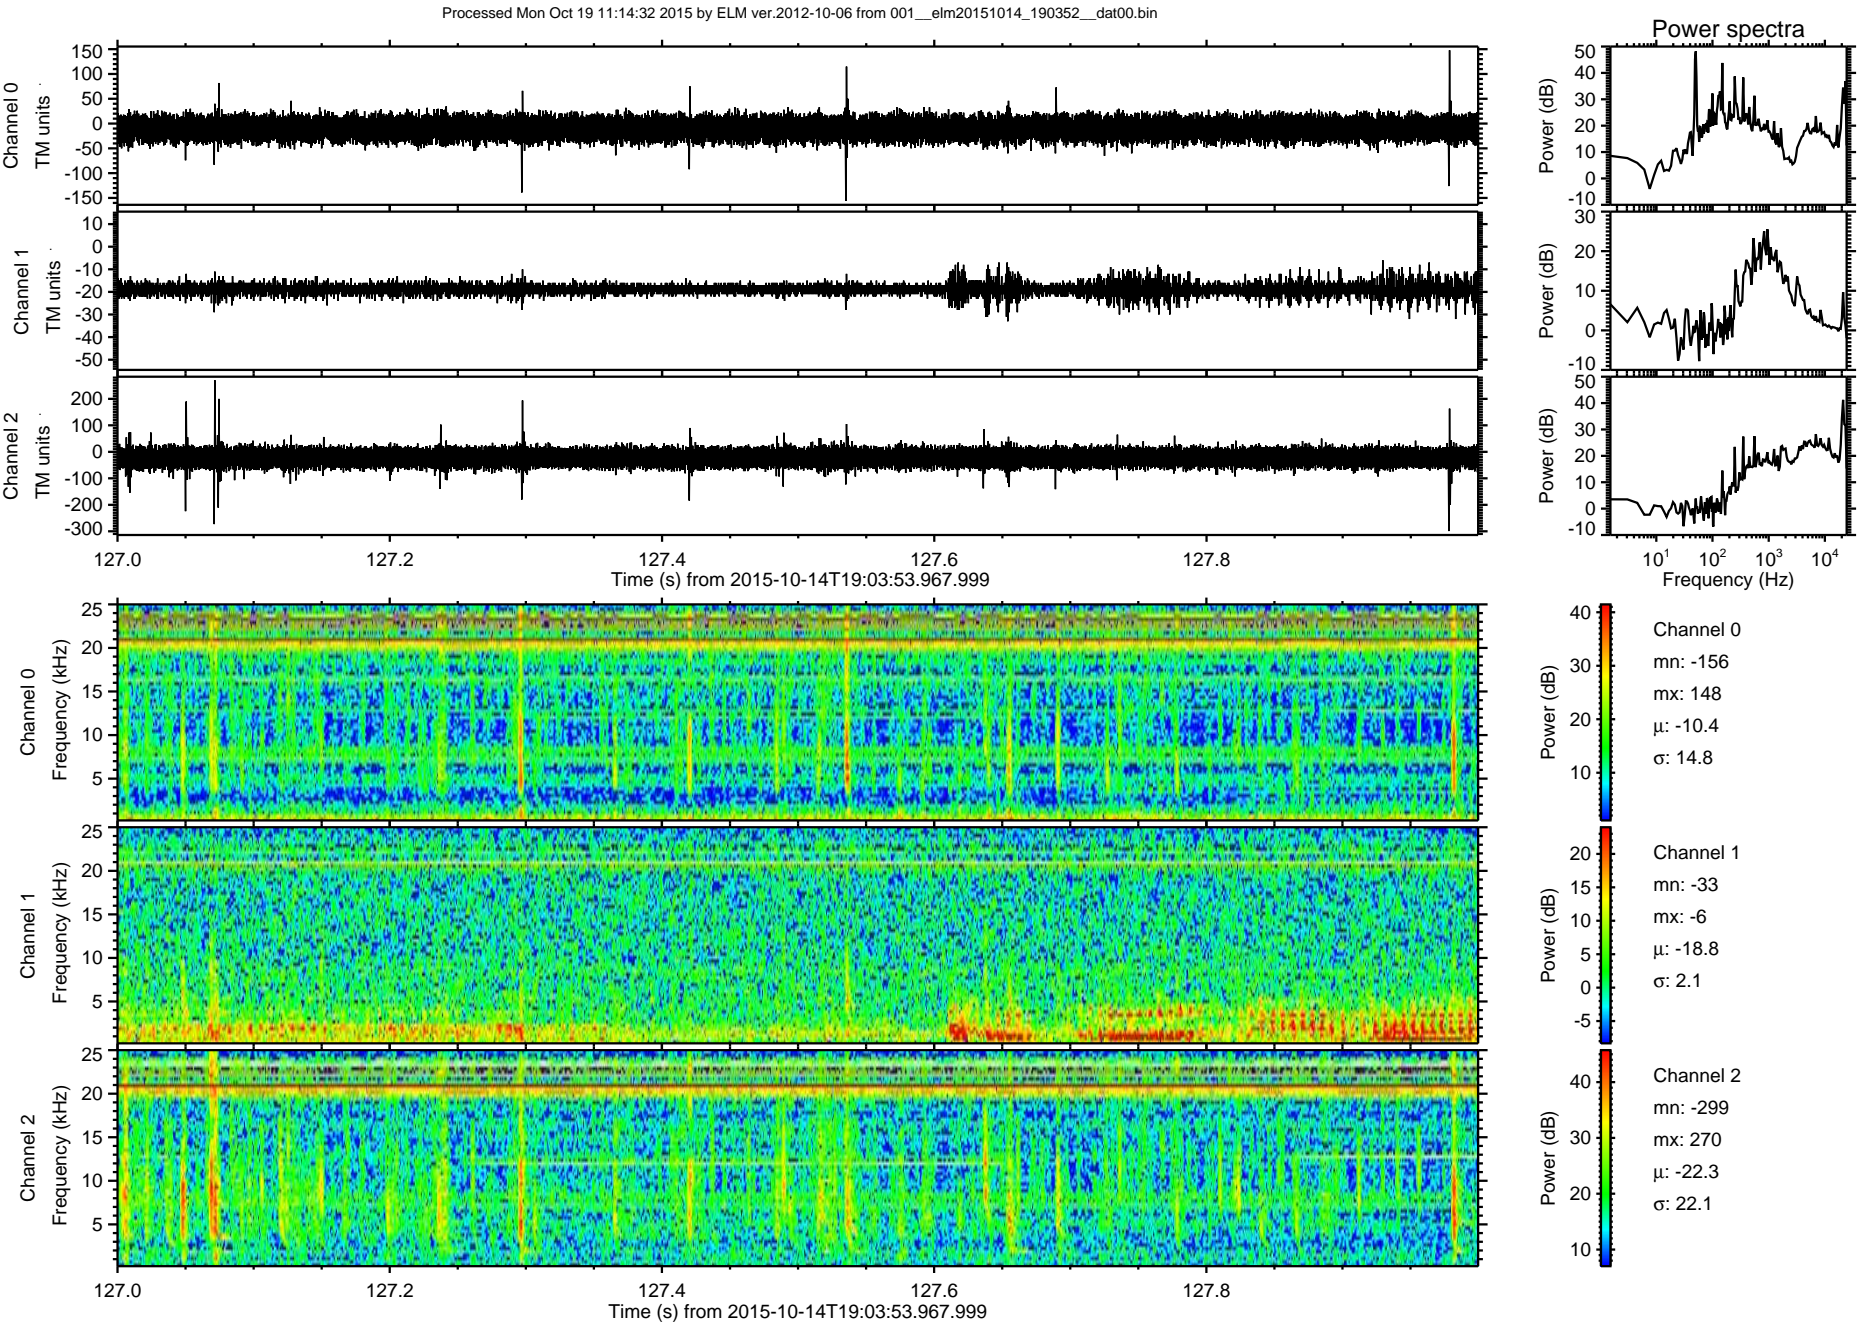 Processed Mon Oct 19 11:14:32 2015 by ELM ver.2012-10-06 from 001__elm20151014_190352__dat00.bin
Power spectra
Channel 0
TM units
150
100
50
0
-50
-100
-150
Power (dB)
50
40
30
20
10
0
-10
Channel 1
TM units
10
0
-10
-20
-30
-40
-50
Power (dB)
30
20
10
0
-10
Channel 2
TM units
200
100
0
-100
-200
-300
Power (dB)
50
40
30
20
10
0
-10
127.0 127.2 127.4 127.6 127.8
Time (s) from 2015-10-14T19:03:53.967.999
10¹ 10² 10³ 10⁴
Frequency (Hz)
Channel 0
Frequency (kHz)
25
20
15
10
5
Power (dB)
40
30
20
10
Channel 0
mn: -156
mx: 148
μ: -10.4
σ: 14.8
Channel 1
Frequency (kHz)
25
20
15
10
5
Power (dB)
20
15
10
5
0
-5
Channel 1
mn: -33
mx: -6
μ: -18.8
σ: 2.1
Channel 2
Frequency (kHz)
25
20
15
10
5
Power (dB)
40
30
20
10
Channel 2
mn: -299
mx: 270
μ: -22.3
σ: 22.1
127.0 127.2 127.4 127.6 127.8
Time (s) from 2015-10-14T19:03:53.967.999